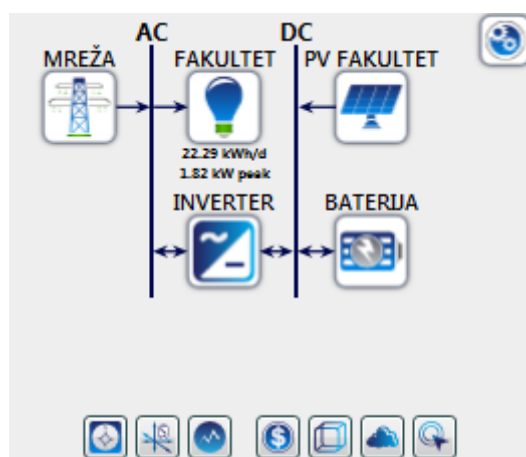 AC DC
MREŽA FAKULTET PV FAKULTET
22.29 kWh/d
1.82 kW peak
INVERTER BATERIJA